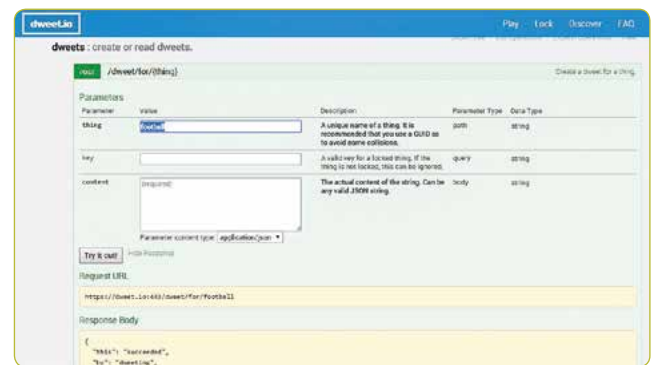 dweet.io
Play Lock Discover FAQ
dweets : create or read dweets.
POST /dweet/for/{thing}
Create a dweet for a thing.
Parameters
Parameter Value Description Parameter Type Data Type
thing football A unique name of a thing. It is
recommended that you use a GUID as
to avoid name collisions.
path string
key A valid key for a locked thing. If the
thing is not locked, this can be ignored.
query string
content (required) The actual content of the string. Can be
any valid JSON string.
body string
Parameter content type: application/json
Try it out! Hide Response
Request URL
https://dweet.io:443/dweet/for/football
Response Body
{
"this": "succeeded",
"by": "dweeting",